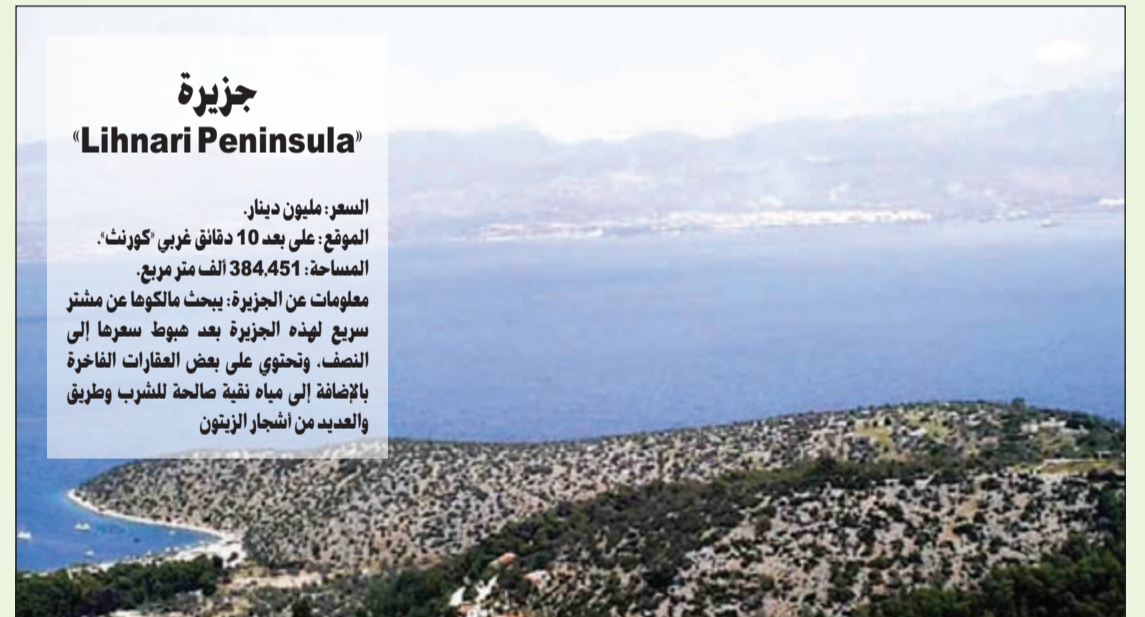 جزيرة
«Lihnari Peninsula»
السعر: مليون دينار.
الموقع: على بعد 10 دقائق غربي «كورنث».
المساحة: 384,451 ألف متر مربع.
معلومات عن الجزيرة: يبحث مالكوها عن مشتر
سريع لهذه الجزيرة بعد هبوط سعرها إلى
النصف. وتحتوي على بعض العقارات الفاخرة
بالإضافة إلى مياه نقية صالحة للشرب وطريق
والعديد من أشجار الزيتون